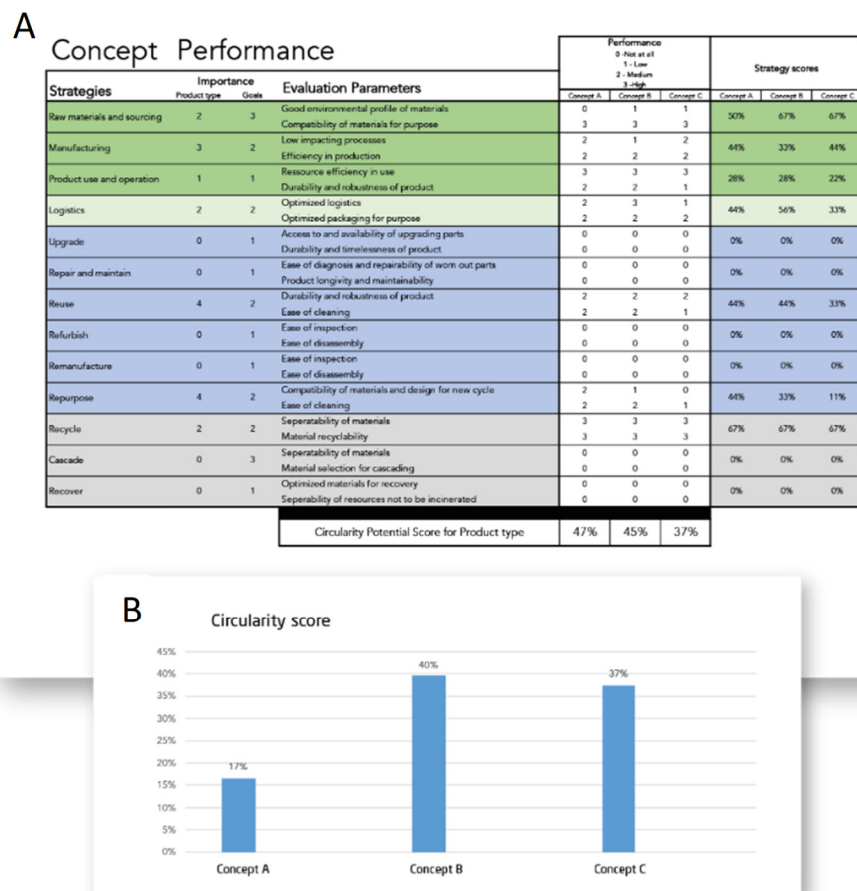 A
Concept Performance
Performance
0 -Not at all
1 - Low
2 - Medium
3 -High
Strategy scores
Strategies
Importance
Product type Goals
Evaluation Parameters
Concept A Concept B Concept C Concept A Concept B Concept C
Raw materials and sourcing 2 3 50% 67% 67%
Good environmental profile of materials 0 1 1
Compatibility of materials for purpose 3 3 3
Manufacturing 3 2 44% 33% 44%
Low impacting processes 2 1 2
Efficiency in production 2 2 2
Product use and operation 1 1 28% 28% 22%
Ressource efficiency in use 3 3 3
Durability and robustness of product 2 2 1
Logistics 2 2 44% 56% 33%
Optimized logistics 2 3 1
Optimized packaging for purpose 2 2 2
Upgrade 0 1 0% 0% 0%
Access to and availability of upgrading parts 0 0 0
Durability and timelessness of product 0 0 0
Repair and maintain 0 1 0% 0% 0%
Ease of diagnosis and repairability of worn out parts 0 0 0
Product longivity and maintainability 0 0 0
Reuse 4 2 44% 44% 33%
Durability and robustness of product 2 2 2
Ease of cleaning 2 2 1
Refurbish 0 1 0% 0% 0%
Ease of inspection 0 0 0
Ease of disassembly 0 0 0
Remanufacture 0 1 0% 0% 0%
Ease of inspection 0 0 0
Ease of disassembly 0 0 0
Repurpose 4 2 44% 33% 11%
Compatibility of materials and design for new cycle 2 1 0
Ease of cleaning 2 2 1
Recycle 2 2 67% 67% 67%
Seperatability of materials 3 3 3
Material recyclability 3 3 3
Cascade 0 3 0% 0% 0%
Seperatability of materials 0 0 0
Material selection for cascading 0 0 0
Recover 0 1 0% 0% 0%
Optimized materials for recovery 0 0 0
Seperability of resources not to be incinerated 0 0 0
Circularity Potential Score for Product type 47% 45% 37%
B
Circularity score
45%
40%
35%
30%
25%
20%
15%
10%
5%
0%
17%
40%
37%
Concept A Concept B Concept C